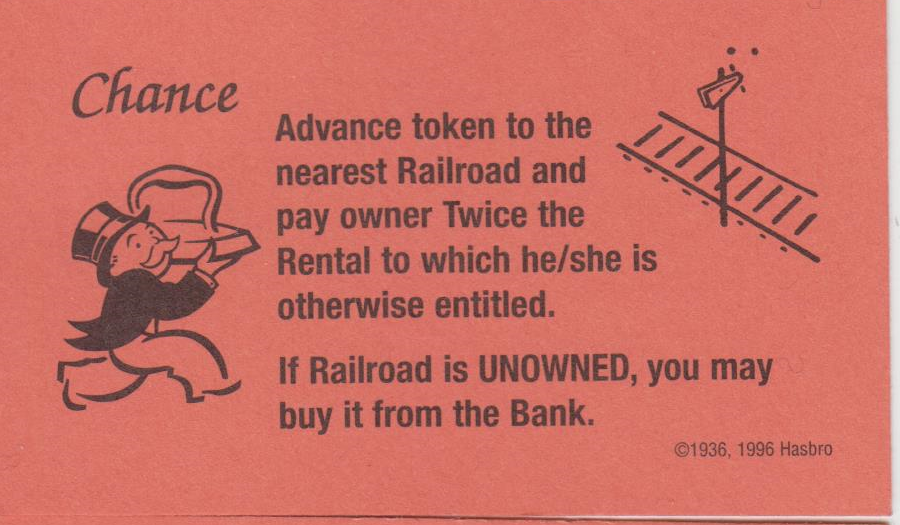 Chance
Advance token to the
nearest Railroad and
pay owner Twice the
Rental to which he/she is
otherwise entitled.
If Railroad is UNOWNED, you may
buy it from the Bank.
©1936, 1996 Hasbro